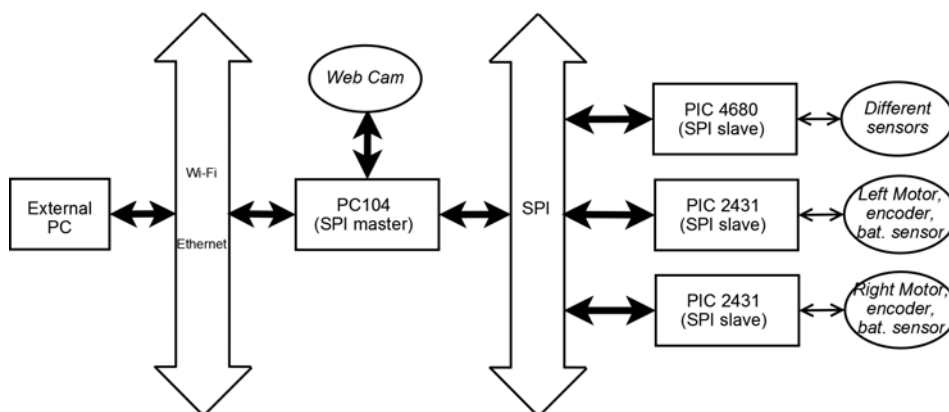 External
PC
Wi-Fi
Ethernet
Web Cam
PC104
(SPI master)
SPI
PIC 4680
(SPI slave)
Different
sensors
PIC 2431
(SPI slave)
Left Motor,
encoder,
bat. sensor
PIC 2431
(SPI slave)
Right Motor,
encoder,
bat. sensor